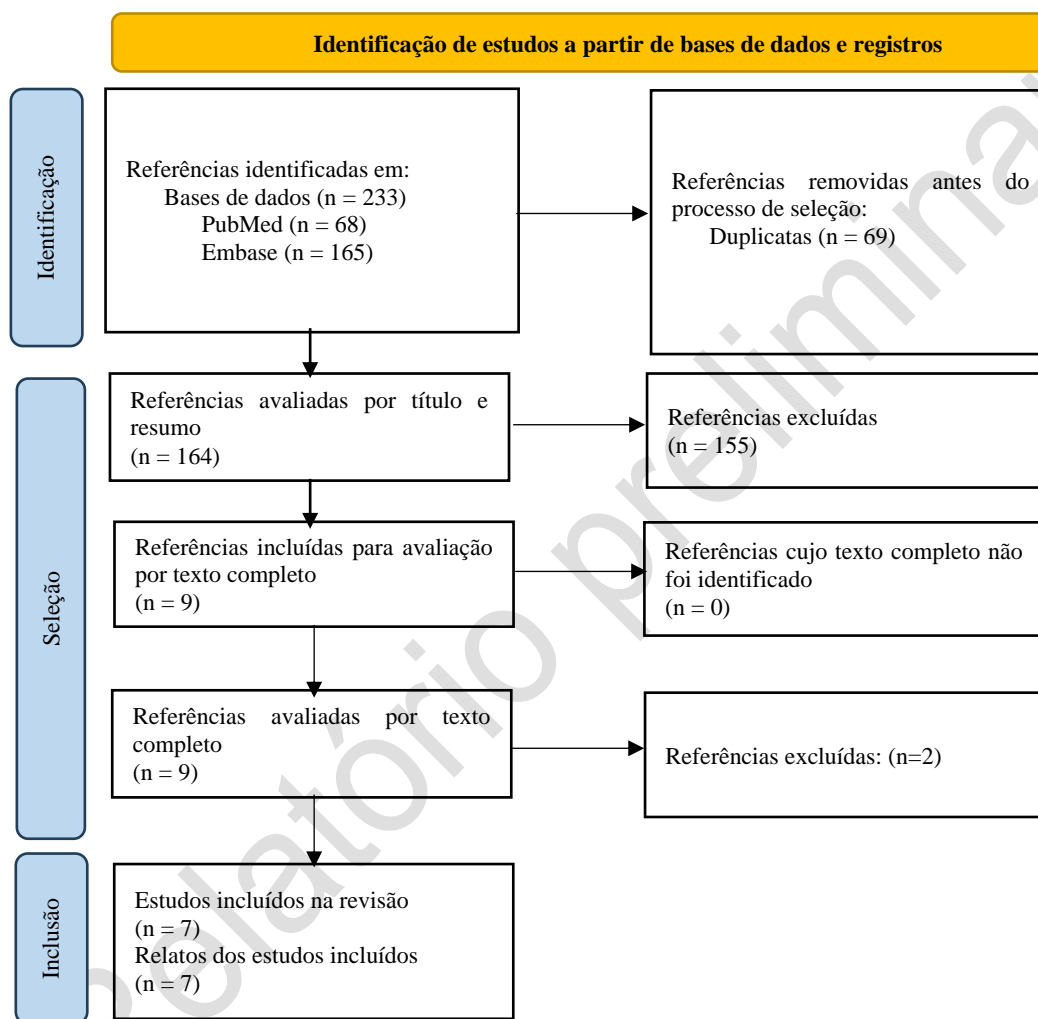 Identificação de estudos a partir de bases de dados e registros
Identificação
Referências identificadas em:
Bases de dados (n = 233)
PubMed (n = 68)
Embase (n = 165)
Referências removidas antes do
processo de seleção:
Duplicatas (n = 69)
Seleção
Referências avaliadas por título e
resumo
(n = 164)
Referências excluídas
(n = 155)
Referências incluídas para avaliação
por texto completo
(n = 9)
Referências cujo texto completo não
foi identificado
(n = 0)
Referências avaliadas por texto
completo
(n = 9)
Referências excluídas: (n=2)
Inclusão
Estudos incluídos na revisão
(n = 7)
Relatos dos estudos incluídos
(n = 7)
Relatório prelimina